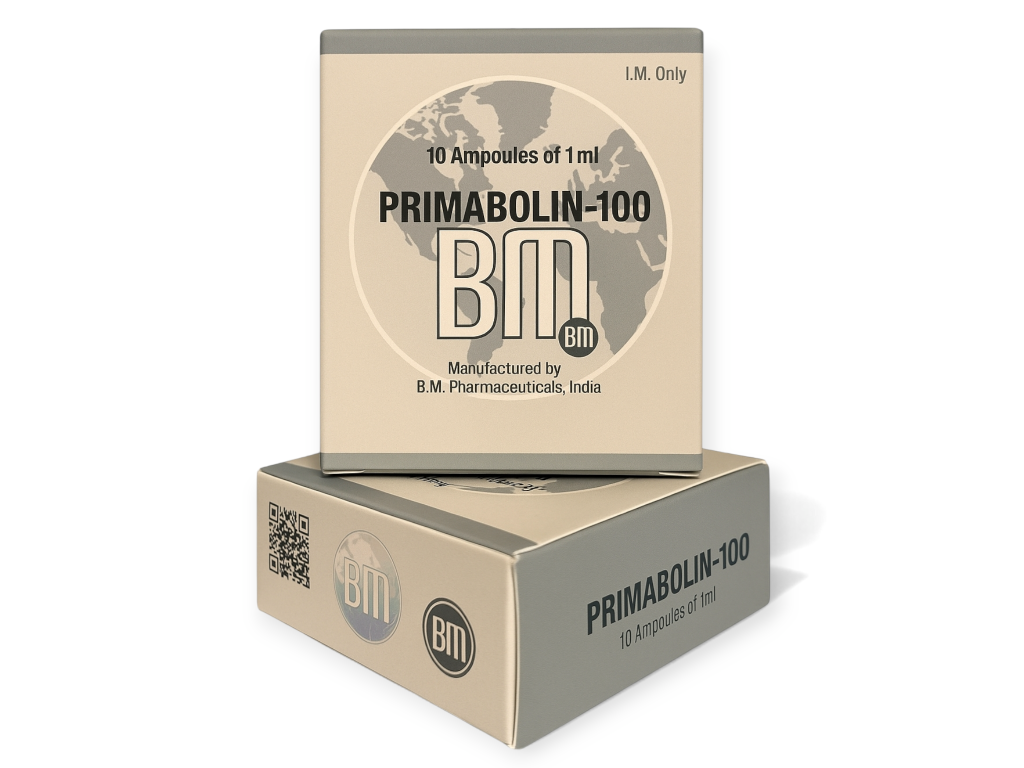 I.M. Only
10 Ampoules of 1 ml
PRIMABOLIN-100
BM
BM
Manufactured by
B.M. Pharmaceuticals, India
BM
BM
PRIMABOLIN-100
10 Ampoules of 1ml